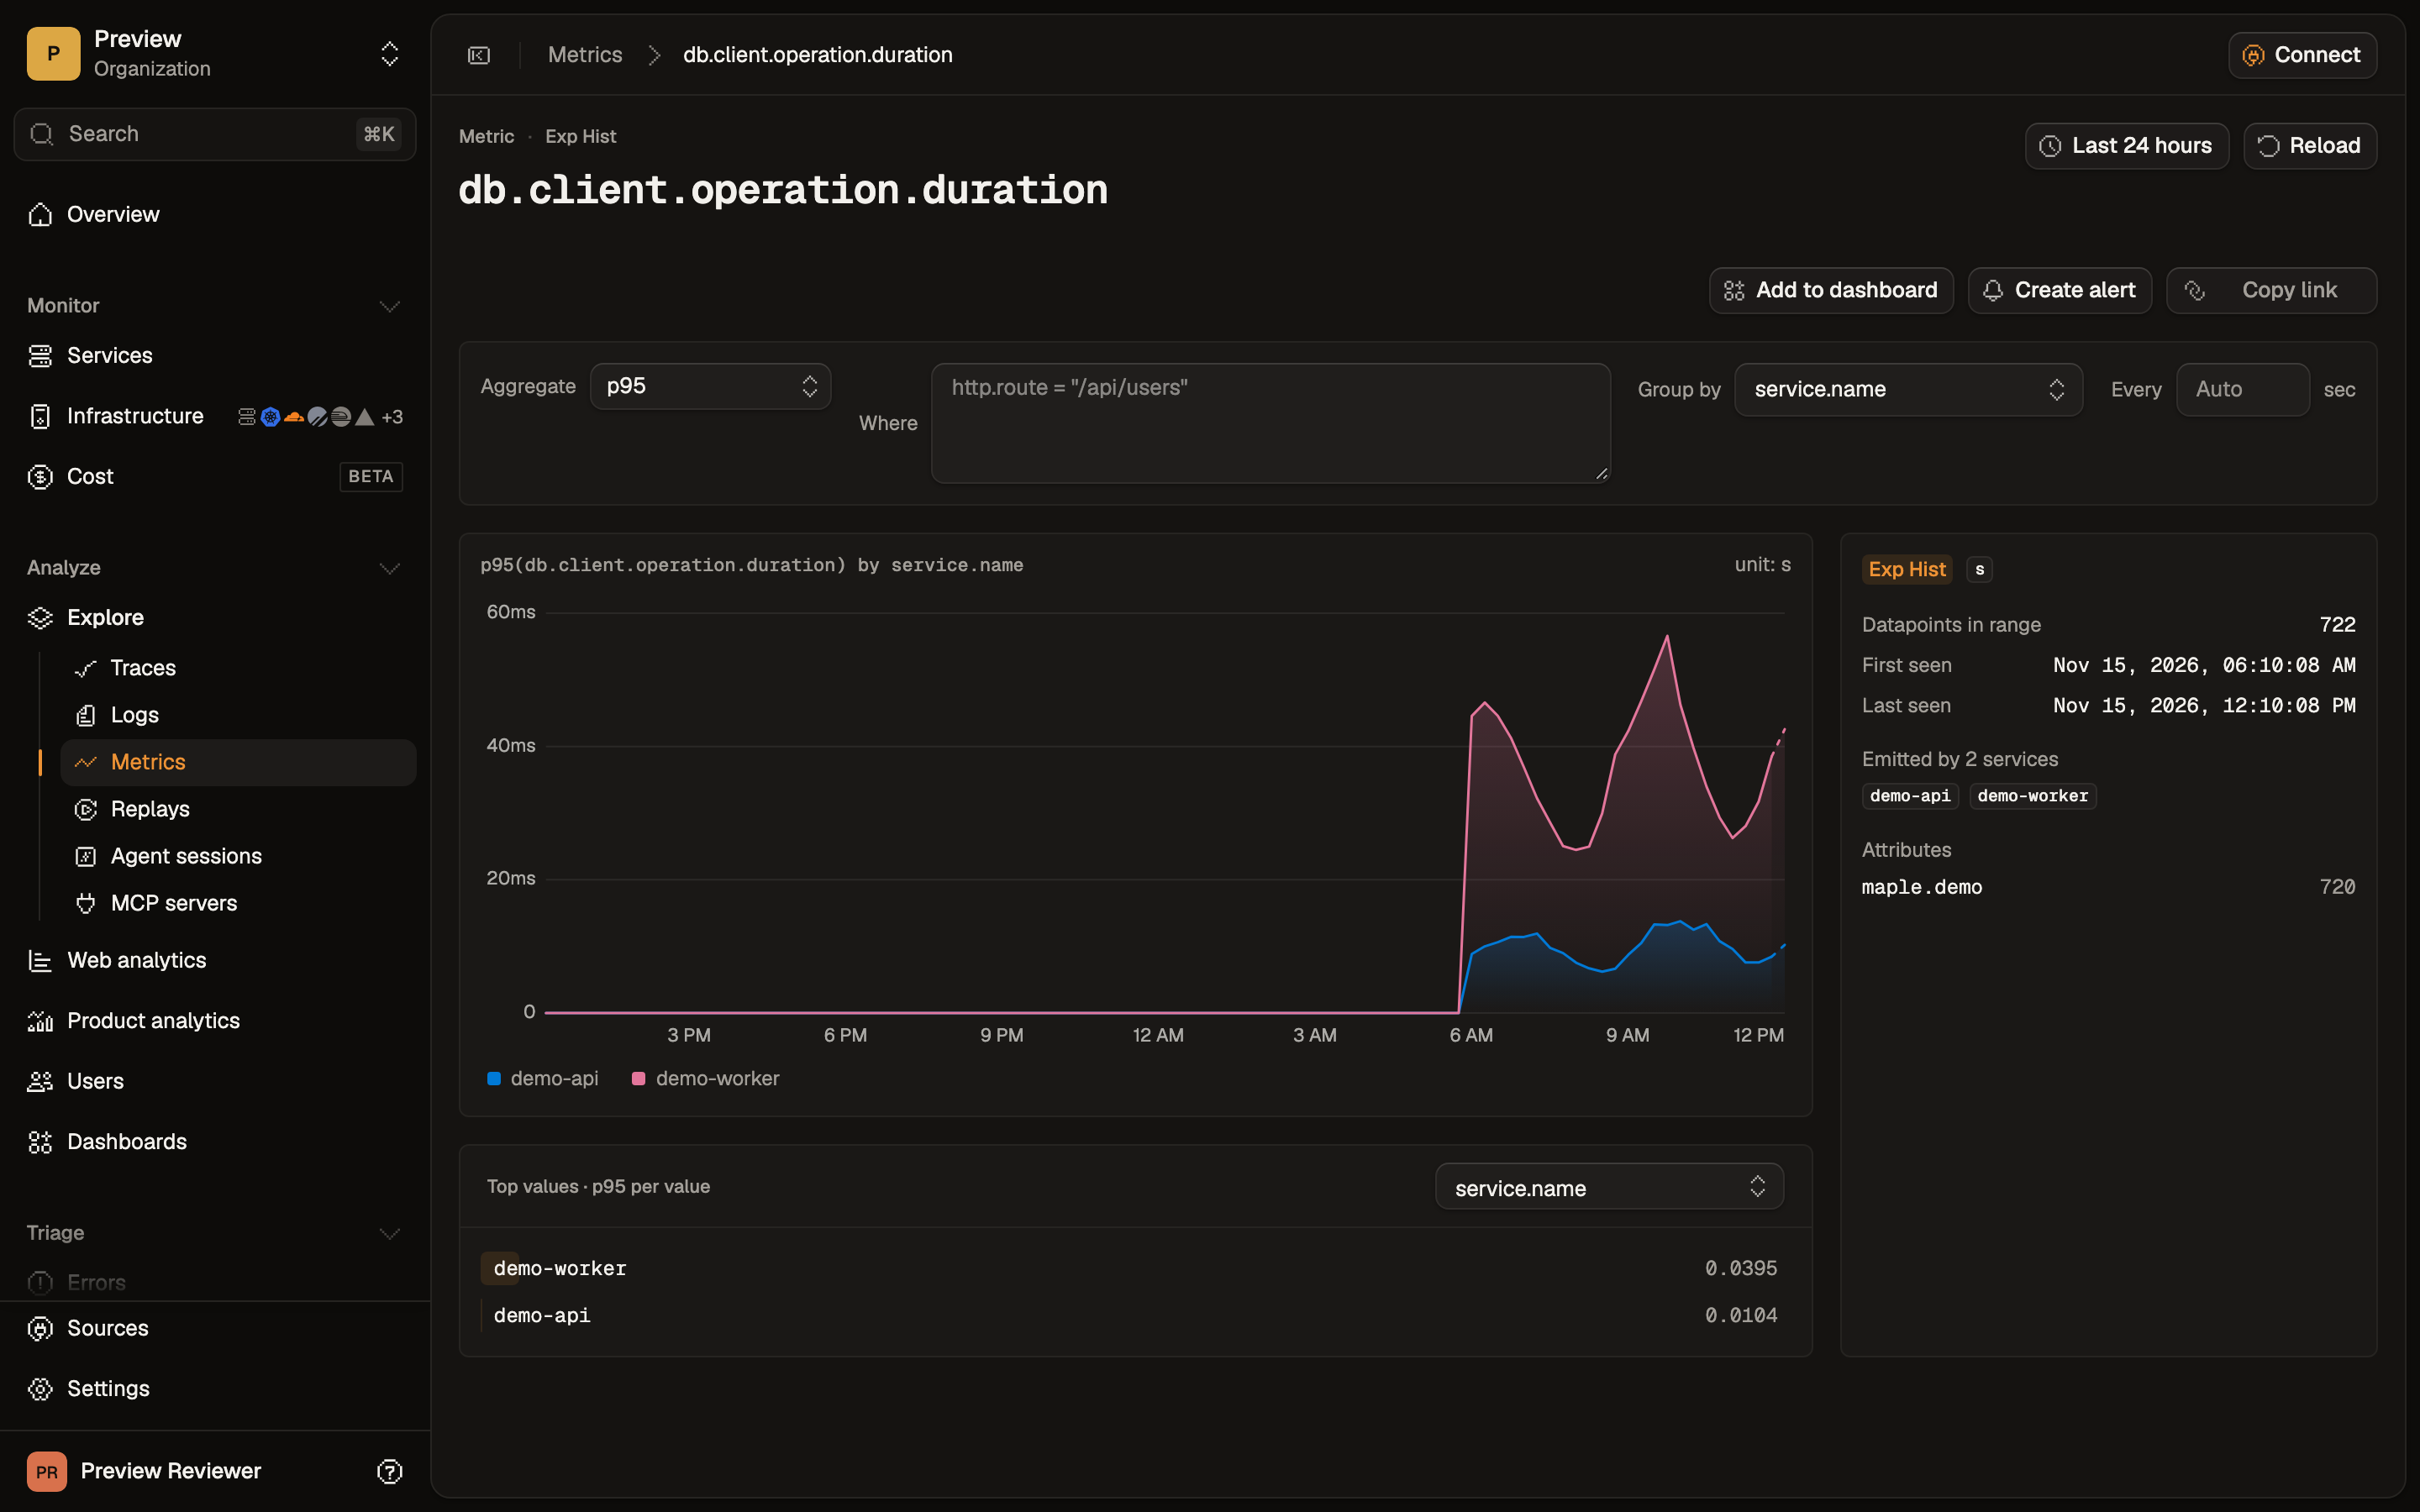 P
Preview
Organization
Search
⌘K
Overview
Monitor
Services
Infrastructure
+3
Cost
BETA
Analyze
Explore
Traces
Logs
Metrics
Replays
Agent sessions
MCP servers
Web analytics
Product analytics
Users
Dashboards
Triage
Errors
Sources
Settings
PR
Preview Reviewer
Metrics
db.client.operation.duration
Connect
Metric · Exp Hist
Last 24 hours
Reload
db.client.operation.duration
Add to dashboard
Create alert
Copy link
Aggregate
p95
Where
http.route = "/api/users"
Group by
service.name
Every
Auto
sec
p95(db.client.operation.duration) by service.name
unit: s
60ms
40ms
20ms
0
3 PM
6 PM
9 PM
12 AM
3 AM
6 AM
9 AM
12 PM
demo-api
demo-worker
Top values · p95 per value
service.name
demo-worker
0.0395
demo-api
0.0104
Exp Hist
s
Datapoints in range
722
First seen
Nov 15, 2026, 06:10:08 AM
Last seen
Nov 15, 2026, 12:10:08 PM
Emitted by 2 services
demo-api
demo-worker
Attributes
maple.demo
720